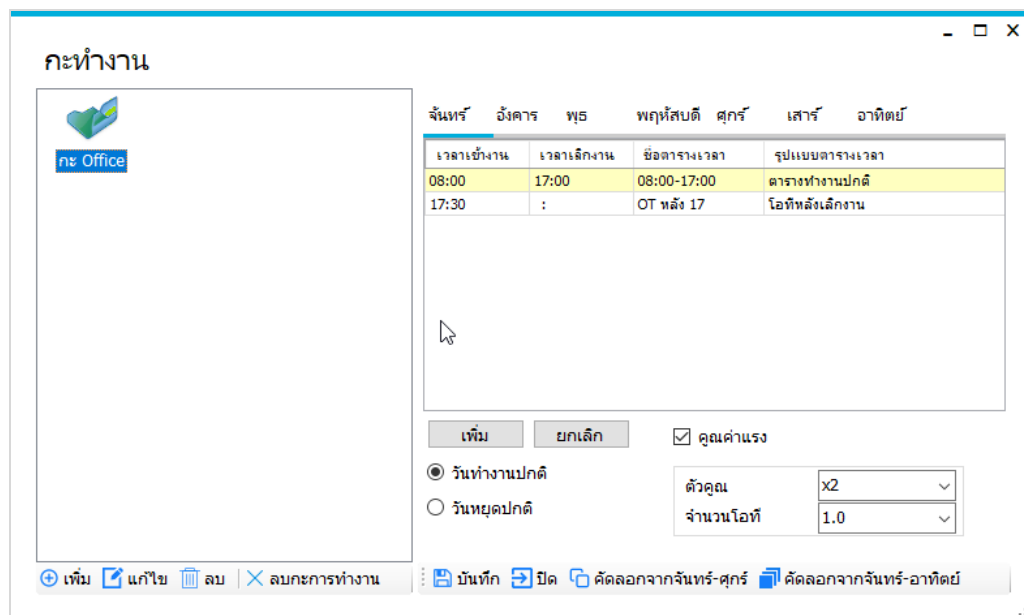 กะทำงาน
กะ Office
จันทร์ อังคาร พุธ พฤหัสบดี ศุกร์ เสาร์ อาทิตย์
เวลาเข้างาน เวลาเลิกงาน ชื่อตารางเวลา รูปแบบตารางเวลา
08:00 17:00 08:00-17:00 ตารางทำงานปกติ
17:30 : OT หลัง 17 โอทีหลังเลิกงาน
เพิ่ม ยกเลิก คูณค่าแรง
วันทำงานปกติ
วันหยุดปกติ
ตัวคูณ x2
จำนวนโอที 1.0
เพิ่ม แก้ไข ลบ ลบกะการทำงาน
บันทึก ปิด คัดลอกจากจันทร์-ศุกร์ คัดลอกจากจันทร์-อาทิตย์